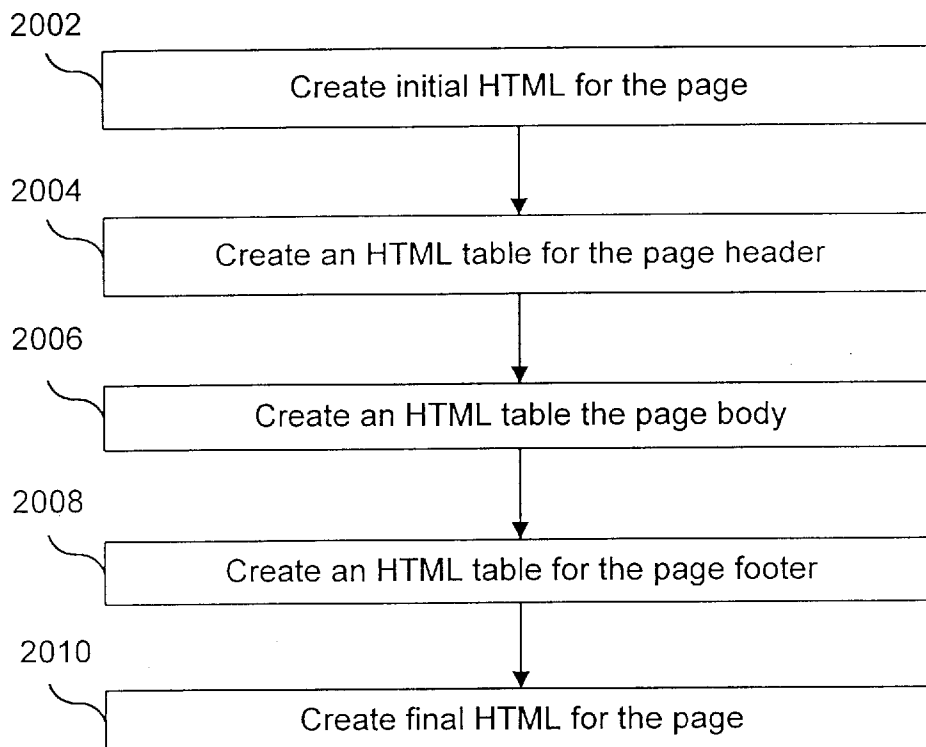 2002
Create initial HTML for the page
2004
Create an HTML table for the page header
2006
Create an HTML table the page body
2008
Create an HTML table for the page footer
2010
Create final HTML for the page